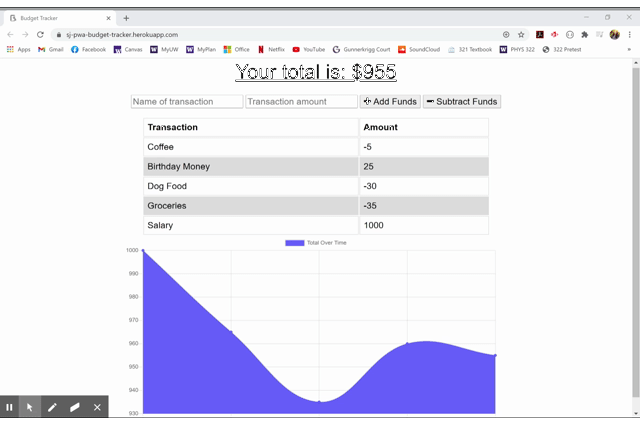 Budget Tracker
sj-pwa-budget-tracker.herokuapp.com
Apps Gmail Facebook Canvas MyUW MyPlan Office Netflix YouTube Gunnerkrigg Court SoundCloud 321 Textbook PHYS 322 322 Pretest
Your total is: $955
Name of transaction Transaction amount Add Funds Subtract Funds
Transaction Amount
Coffee -5
Birthday Money 25
Dog Food -30
Groceries -35
Salary 1000
Total Over Time
1000
990
980
970
960
950
940
930